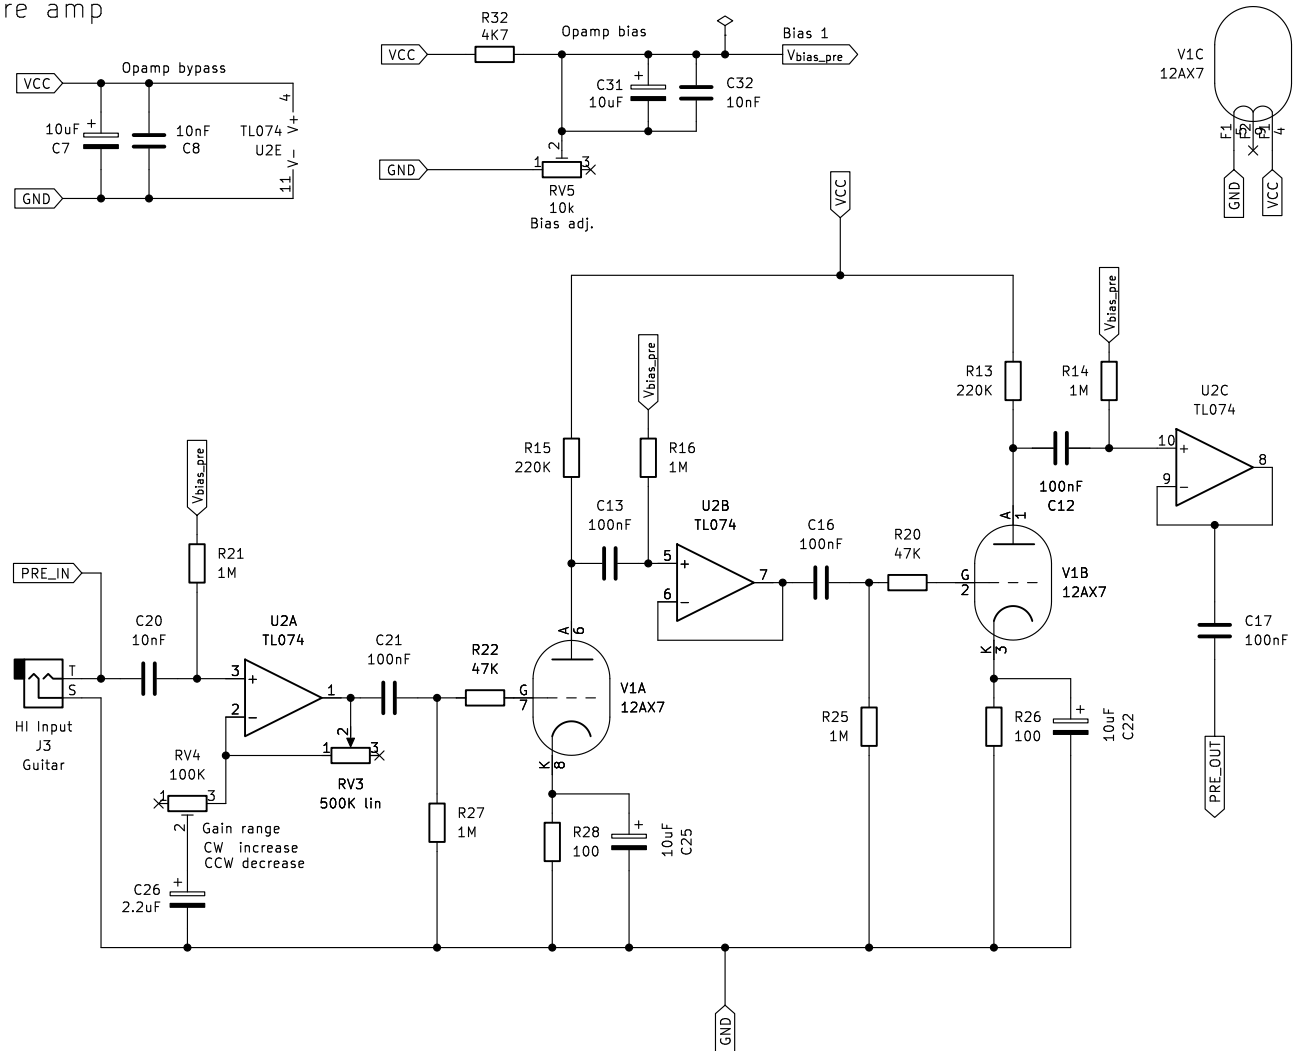 re amp
R32
4K7
VCC
Opamp bias
Bias 1
Vbias_pre
C31
10uF
+
C32
10nF
2
GND
1
3
RV5
10k
Bias adj.
Opamp bypass
VCC
10uF
C7
+
10nF
C8
TL074
U2E
4
V+
V-
11
GND
V1C
12AX7
F1
5
F2
9
F1
4
GND
VCC
VCC
R15
220K
Vbias_pre
R16
1M
R13
220K
Vbias_pre
R14
1M
U2C
TL074
10
+
9
-
8
100nF
C12
C13
100nF
U2B
TL074
5
+
6
-
7
C16
100nF
R20
47K
G
2
A
1
V1B
12AX7
K
3
C17
100nF
PRE_OUT
Vbias_pre
R21
1M
PRE_IN
C20
10nF
U2A
TL074
3
+
2
-
1
C21
100nF
R22
47K
G
7
A
6
V1A
12AX7
K
8
T
S
HI Input
J3
Guitar
RV4
100K
1
3
2
1
2
3
RV3
500K lin
Gain range
CW increase
CCW decrease
C26
2.2uF
+
R27
1M
R28
100
+
10uF
C25
R25
1M
R26
100
+
10uF
C22
GND